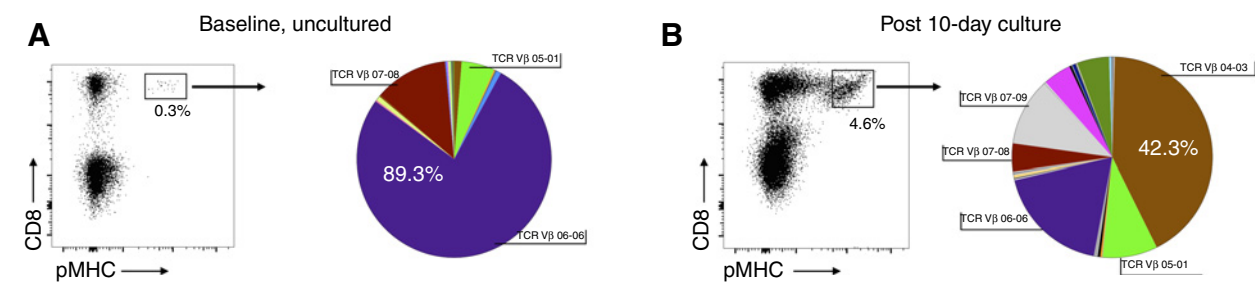 A
Baseline, uncultured
CD8
pMHC
0.3%
TCR Vβ 07-08
TCR Vβ 05-01
89.3%
TCR Vβ 06-06
B
Post 10-day culture
CD8
pMHC
4.6%
TCR Vβ 04-03
TCR Vβ 07-09
42.3%
TCR Vβ 07-08
TCR Vβ 06-06
TCR Vβ 05-01